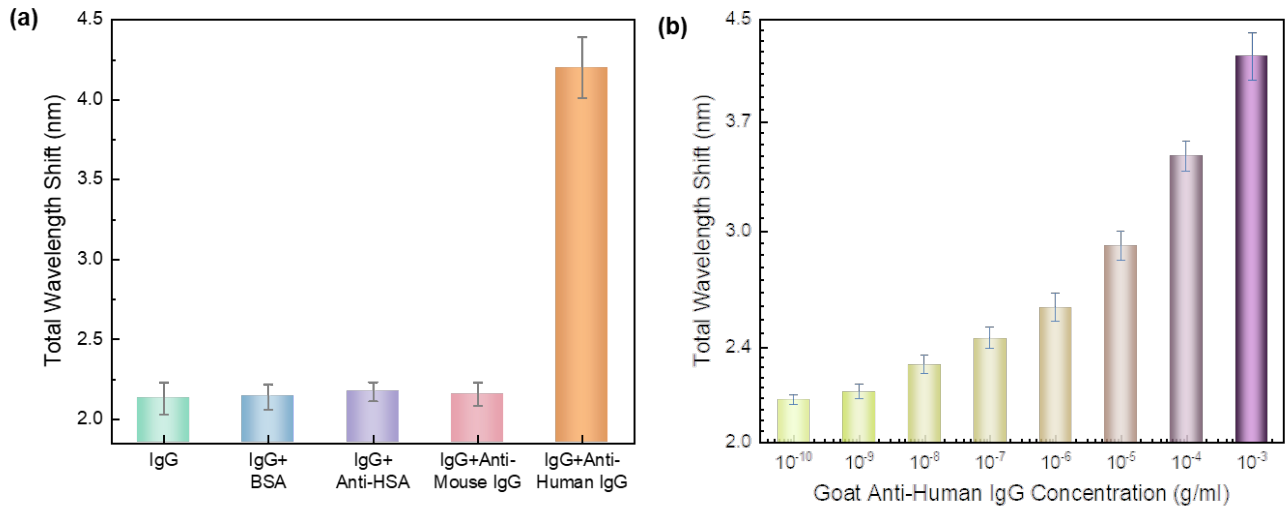 (a)
Total Wavelength Shift (nm)
4.5
4.0
3.5
3.0
2.5
2.0
IgG
IgG+
BSA
IgG+
Anti-HSA
IgG+Anti-
Mouse IgG
IgG+Anti-
Human IgG
(b)
Total Wavelength Shift (nm)
4.5
3.7
3.0
2.4
2.0
10⁻¹⁰
10⁻⁹
10⁻⁸
10⁻⁷
10⁻⁶
10⁻⁵
10⁻⁴
10⁻³
Goat Anti-Human IgG Concentration (g/ml)